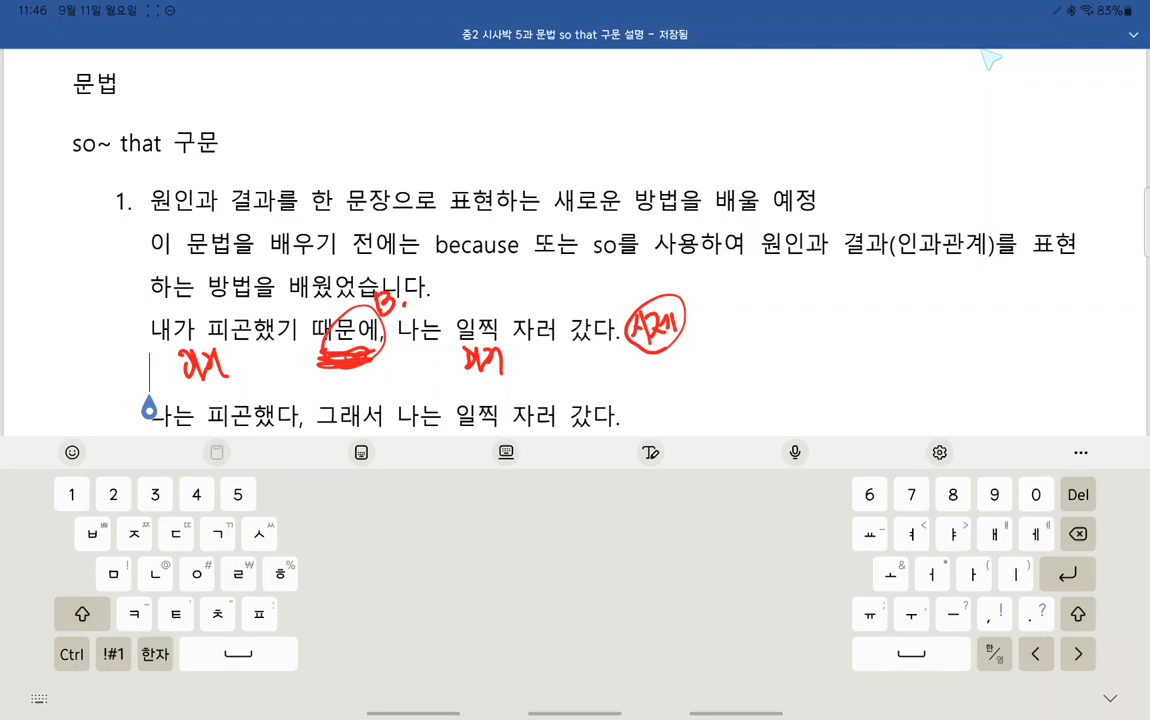 11:46 9월 11일 월요일 83%
중2 시사박 5과 문법 so that 구문 설명 – 저장됨
문법
so~ that 구문
1. 원인과 결과를 한 문장으로 표현하는 새로운 방법을 배울 예정
이 문법을 배우기 전에는 because 또는 so를 사용하여 원인과 결과(인과관계)를 표현
하는 방법을 배웠었습니다.
내가 피곤했기 때문에, 나는 일찍 자러 갔다. 시제
과거 과거
나는 피곤했다, 그래서 나는 일찍 자러 갔다.
1 2 3 4 5 6 7 8 9 0 Del
ㅂ ㅃ ㅈ ㅉ ㄷ ㄸ ㄱ ㄲ ㅅ ㅆ ㅛ _ ㅕ < ㅑ > ㅐ ㅒ ㅔ ㅖ
ㅁ ! ㄴ @ ㅇ # ㄹ ₩ ㅎ % ㅗ & ㅓ * ㅏ ( ㅣ )
ㅋ - ㅌ ' ㅊ " ㅍ : ㅠ ; ㅜ , ㅡ ? , ! . ?
Ctrl !#1 한자 한/영 < >